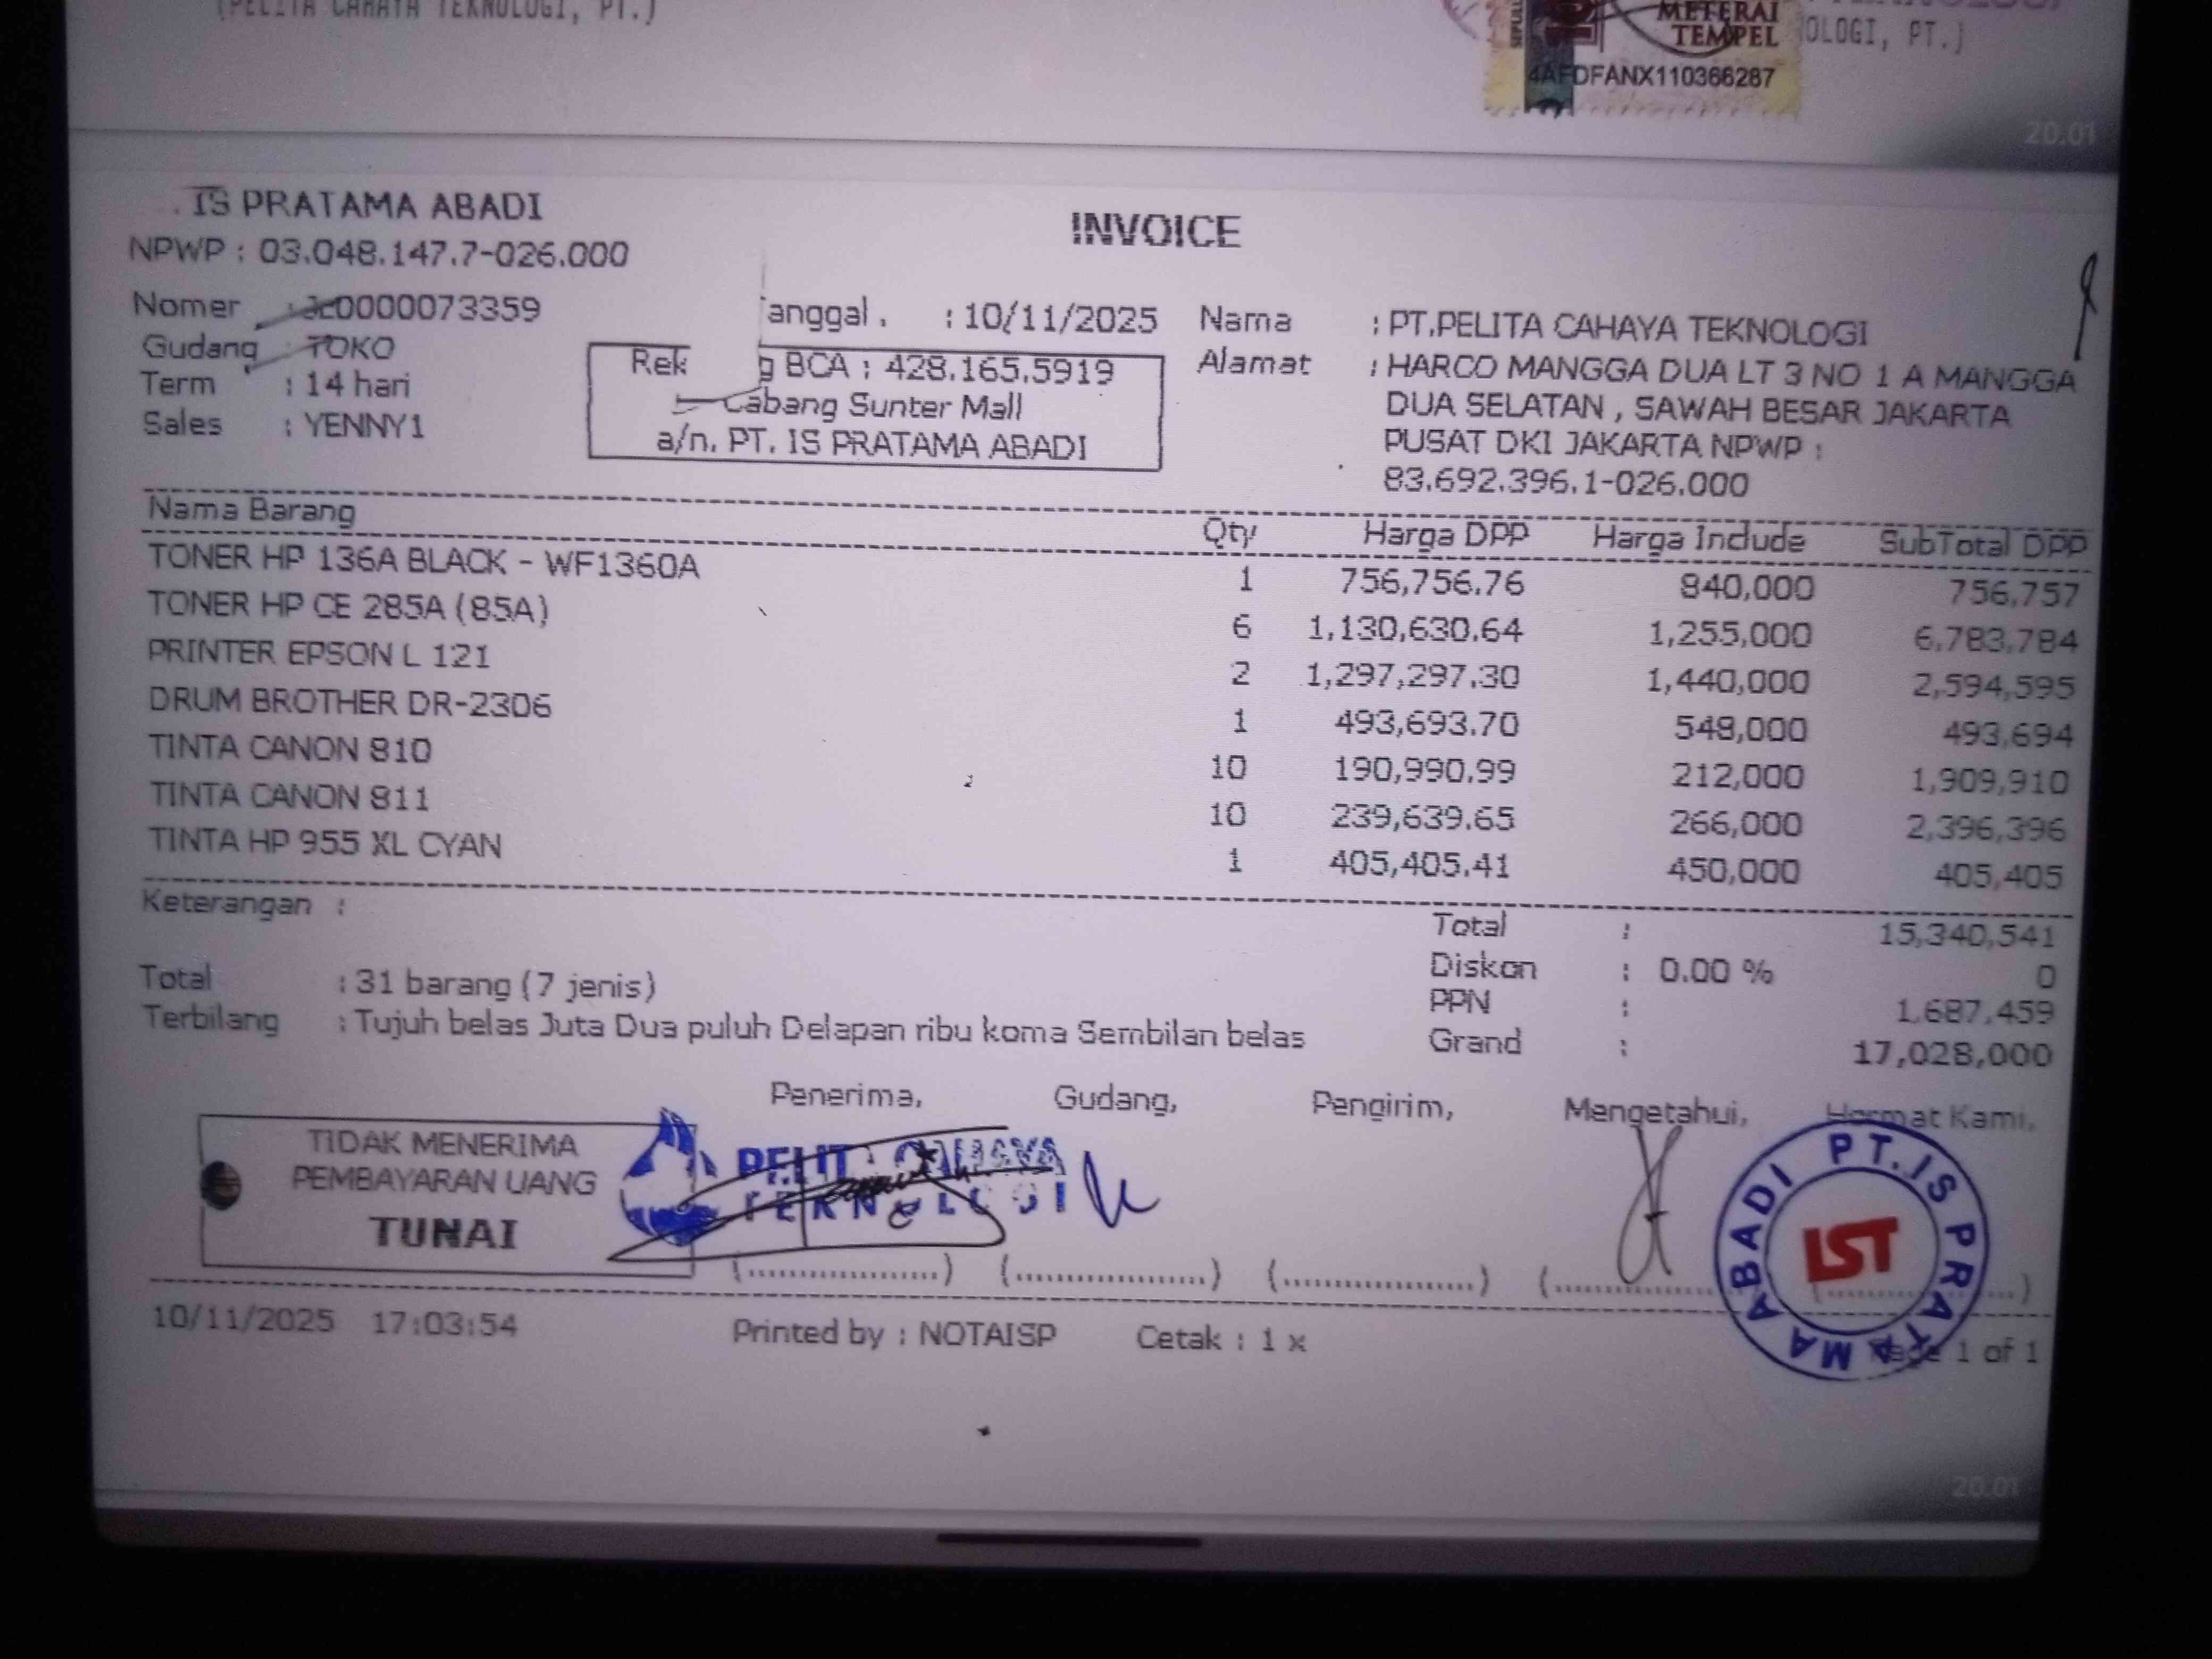 (PELITA CAHAYA TEKNOLOGI, PT.)
METERAI
TEMPEL
OLOGI, PT.)
4AFDFANX110366287
20.01
IS PRATAMA ABADI
INVOICE
NPWP : 03.048.147.7-026.000
Nomer : 0000073359
anggal. : 10/11/2025
Nama : PT.PELITA CAHAYA TEKNOLOGI
Gudang : TOKO
Rek g BCA : 428.165.5919
Alamat : HARCO MANGGA DUA LT 3 NO 1 A MANGGA
Term : 14 hari
Cabang Sunter Mall
DUA SELATAN , SAWAH BESAR JAKARTA
Sales : YENNY1
a/n. PT. IS PRATAMA ABADI
PUSAT DKI JAKARTA NPWP :
83.692.396.1-026.000
Nama Barang Qty Harga DPP Harga Include SubTotal DPP
TONER HP 136A BLACK - WF1360A 1 756,756.76 840,000 756,757
TONER HP CE 285A (85A) 6 1,130,630.64 1,255,000 6,783,784
PRINTER EPSON L 121 2 1,297,297.30 1,440,000 2,594,595
DRUM BROTHER DR-2306 1 493,693.70 548,000 493,694
TINTA CANON 810 10 190,990.99 212,000 1,909,910
TINTA CANON 811 10 239,639.65 266,000 2,396,396
TINTA HP 955 XL CYAN 1 405,405.41 450,000 405,405
Keterangan :
Total : 15,340,541
Diskon : 0.00 % 0
Total : 31 barang (7 jenis)
PPN : 1.687.459
Terbilang : Tujuh belas Juta Dua puluh Delapan ribu koma Sembilan belas
Grand : 17,028,000
Penerima, Gudang, Pengirim, Mengetahui, Hormat Kami,
TIDAK MENERIMA
PEMBAYARAN UANG
TUNAI
PELITA CAHAYA
TEKNOLOGI
PT. IS PRATAMA ABADI
IST
(..................) (..................) (..................) (..................)
10/11/2025 17:03:54 Printed by : NOTAISP Cetak : 1 x Page 1 of 1
20.01